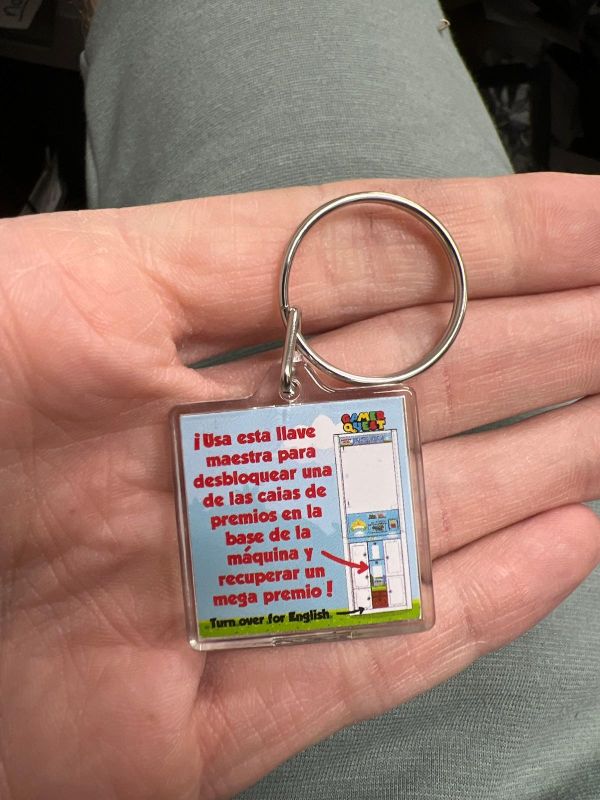 GAMER
QUEST
¡Usa esta llave
maestra para
desbloquear una
de las caias de
premios en la
base de la
máquina y
recuperar un
mega premio!
Turn over for English